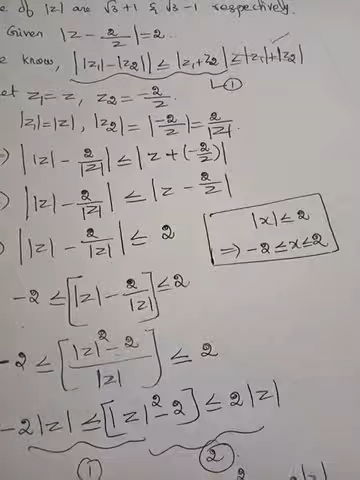 of |z| are √3 + 1 & √3 - 1 respectively.
Given |z - 2/z| = 2.
know, ||z₁| - |z₂|| ≤ |z₁ + z₂| ≤ |z₁| + |z₂|
↳ ①
let z₁ = z, z₂ = -2/z.
|z₁| = |z|, |z₂| = |-2/z| = 2/|z|
⇒) ||z| - 2/|z|| ≤ |z + (-2/z)|
||z| - 2/|z|| ≤ |z - 2/z|
||z| - 2/|z|| ≤ 2
|x| ≤ 2
⇒ -2 ≤ x ≤ 2
-2 ≤ [|z| - 2/|z|] ≤ 2
-2 ≤ [(|z|² - 2)/|z|] ≤ 2
-2|z| ≤ [|z|² - 2] ≤ 2|z|
① ②